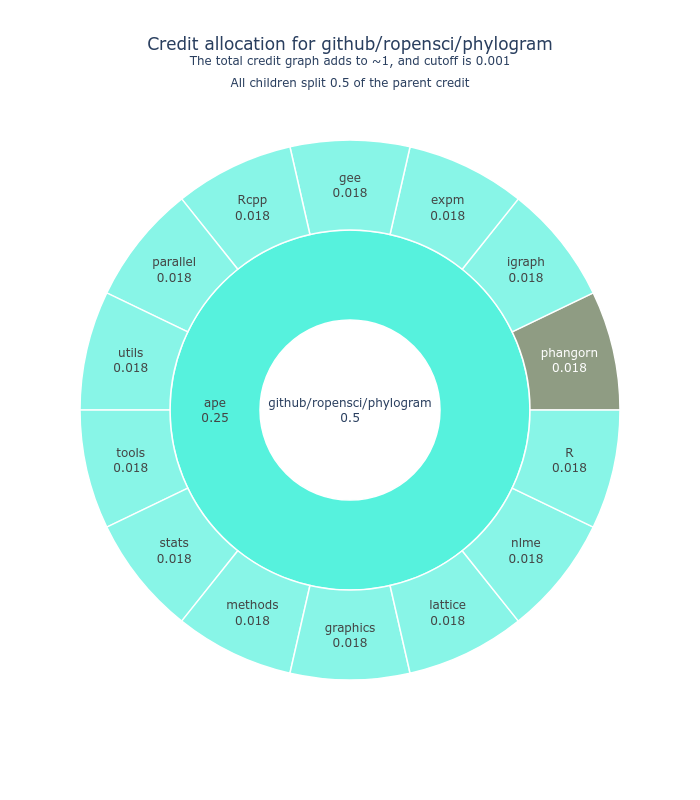 Credit allocation for github/ropensci/phylogram
The total credit graph adds to ~1, and cutoff is 0.001
All children split 0.5 of the parent credit
gee
0.018
Rcpp
0.018
expm
0.018
parallel
0.018
igraph
0.018
utils
0.018
phangorn
0.018
ape
0.25
github/ropensci/phylogram
0.5
tools
0.018
R
0.018
stats
0.018
nlme
0.018
methods
0.018
lattice
0.018
graphics
0.018